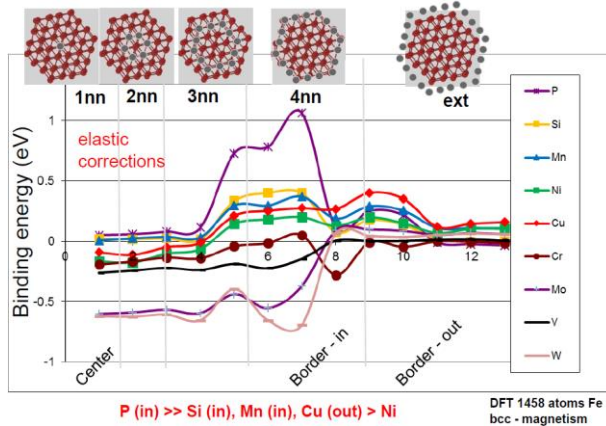 1nn 2nn 3nn 4nn ext
elastic
corrections
Binding energy (eV)
1
0.5
0
-0.5
-1
0 2 4 6 8 10 12
Center
Border - in
Border - out
P
Si
Mn
Ni
Cu
Cr
Mo
V
W
P (in) >> Si (in), Mn (in), Cu (out) > Ni
DFT 1458 atoms Fe
bcc - magnetism